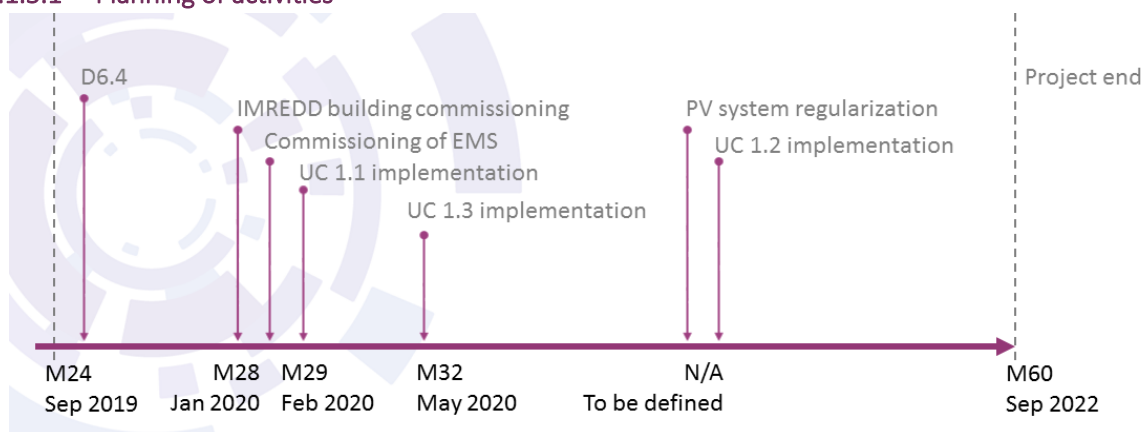 Planning of activities
D6.4
Project end
IMREDD building commissioning
PV system regularization
Commissioning of EMS
UC 1.2 implementation
UC 1.1 implementation
UC 1.3 implementation
M24 M28 M29 M32 N/A M60
Sep 2019 Jan 2020 Feb 2020 May 2020 To be defined Sep 2022